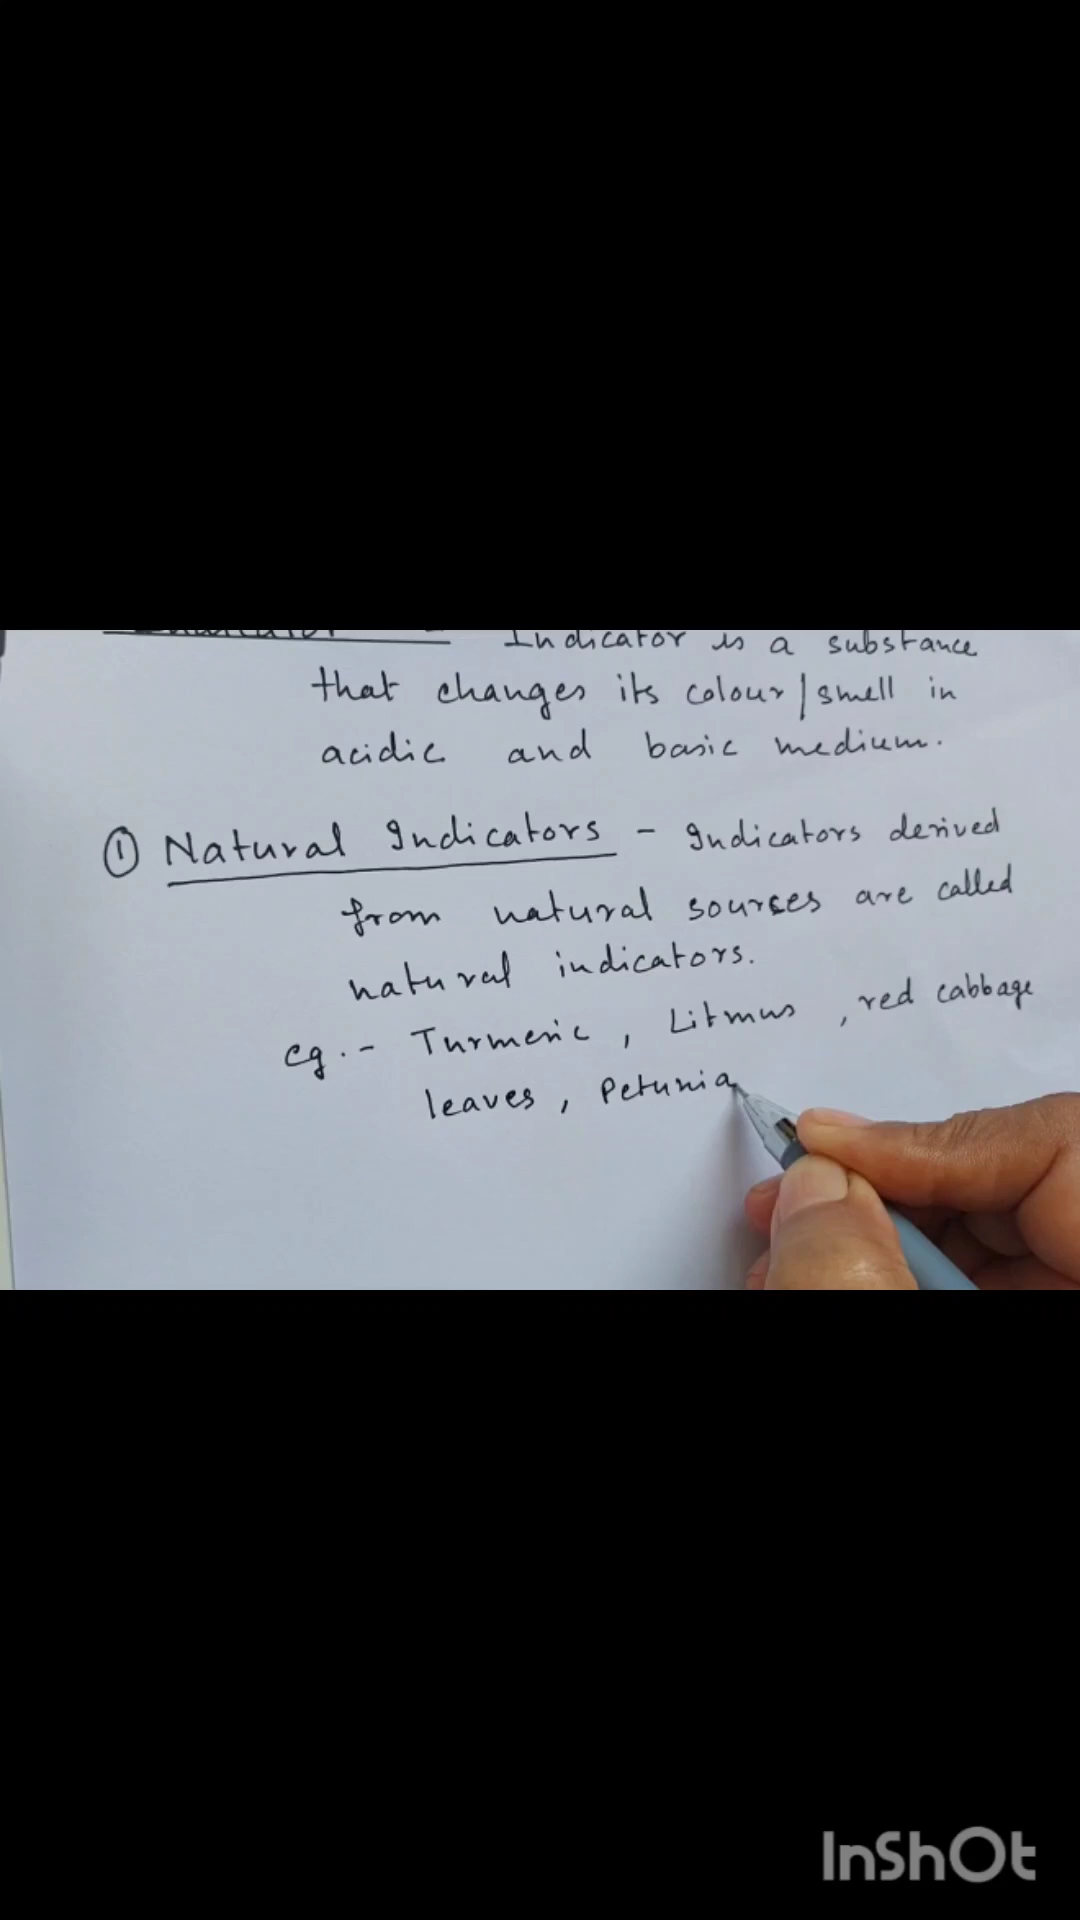 Indicator - Indicator is a substance
that changes its colour/smell in
acidic and basic medium.
① Natural Indicators - Indicators derived
from natural sources are called
natural indicators.
eg.- Turmeric, Litmus, red cabbage
leaves, Petunia
InShOt